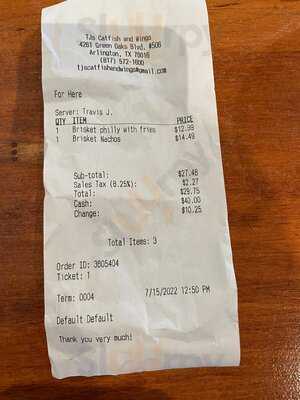 TJs Catfish and Wings
4261 Green Oaks Blvd, #506
Arlington, TX 76016
(817) 572-1600
tjscatfishandwings@gmail.com
For Here
Server: Travis J.
QTY ITEM PRICE
1 Brisket philly with fries $12.99
1 Brisket Nachos $14.49
Sub-total: $27.48
Sales Tax (8.25%): $2.27
Total: $29.75
Cash: $40.00
Change: $10.25
Total Items: 3
Order ID: 3805404
Ticket: 1
Term: 0004 7/15/2022 12:50 PM
Default Default
Thank you very much!